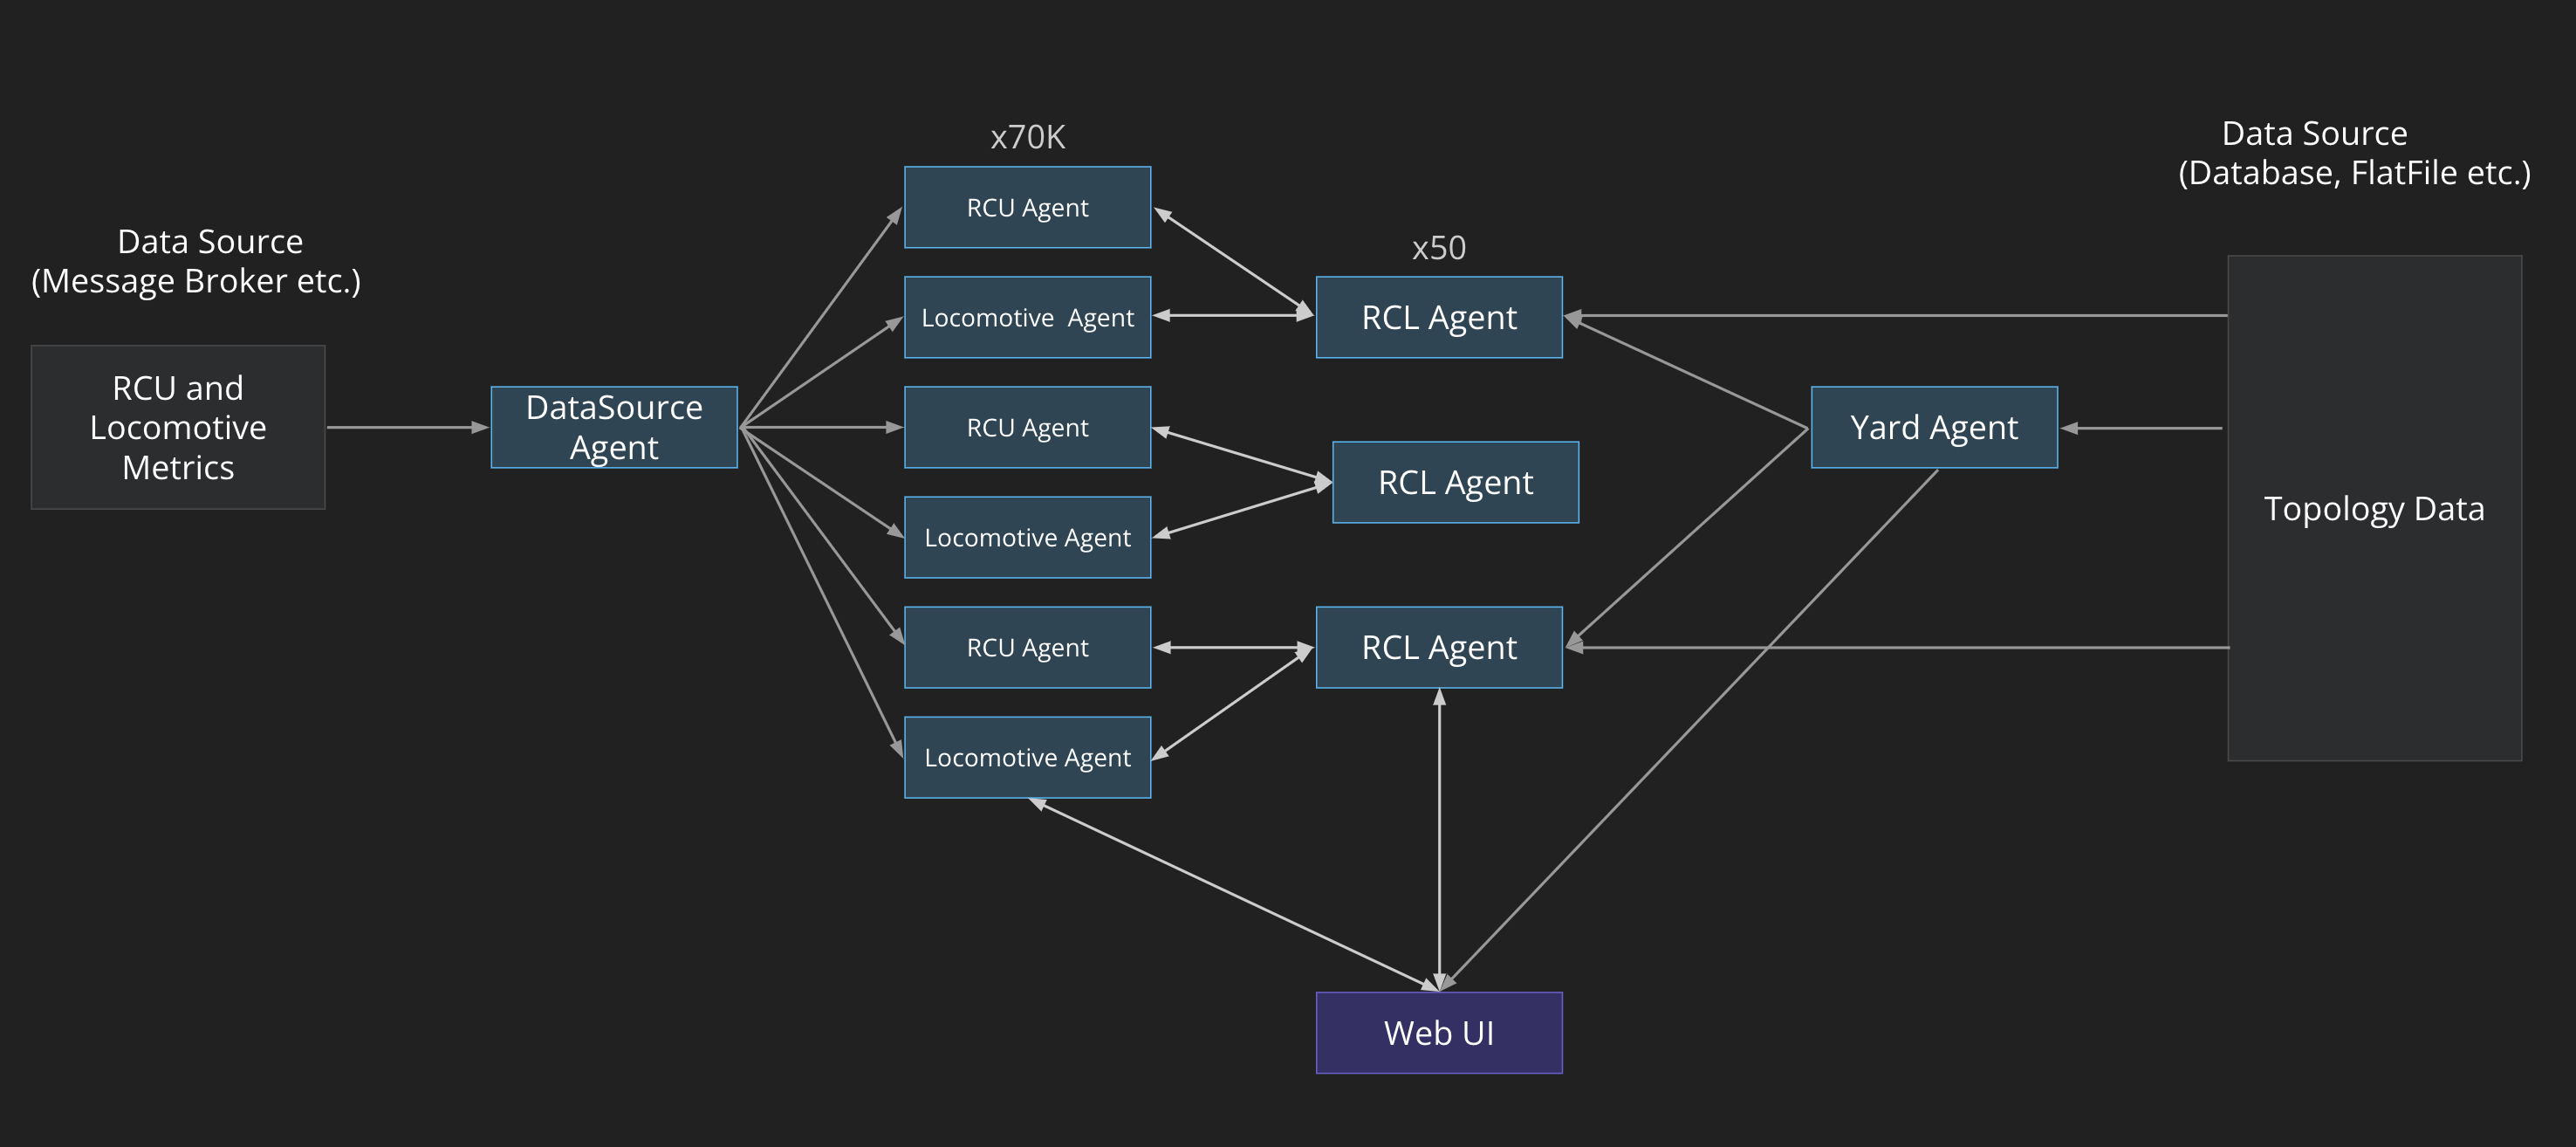 Data Source
(Message Broker etc.)
RCU and
Locomotive
Metrics
DataSource
Agent
x70K
RCU Agent
Locomotive  Agent
RCU Agent
Locomotive Agent
RCU Agent
Locomotive Agent
x50
RCL Agent
RCL Agent
RCL Agent
Web UI
Yard Agent
Data Source
(Database, FlatFile etc.)
Topology Data